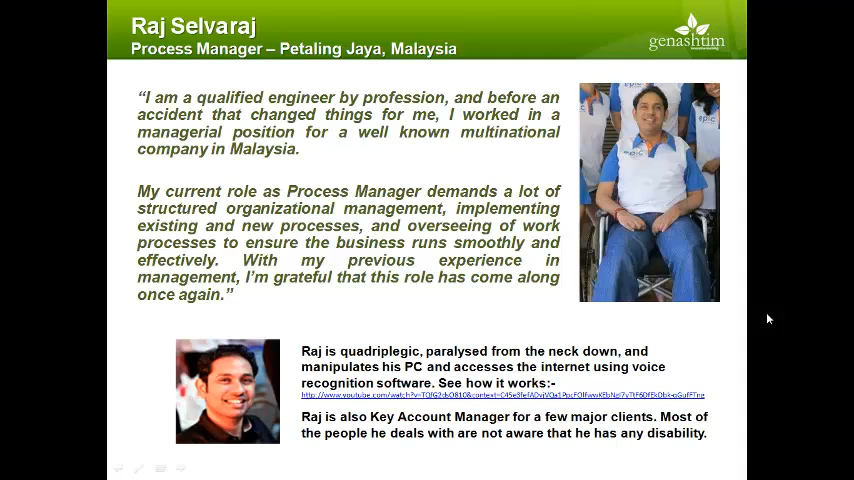 Raj Selvaraj
Process Manager – Petaling Jaya, Malaysia
genashtim
“I am a qualified engineer by profession, and before an
accident that changed things for me, I worked in a
managerial position for a well known multinational
company in Malaysia.
My current role as Process Manager demands a lot of
structured organizational management, implementing
existing and new processes, and overseeing of work
processes to ensure the business runs smoothly and
effectively. With my previous experience in
management, I’m grateful that this role has come along
once again.”
epic
Raj is quadriplegic, paralysed from the neck down, and
manipulates his PC and accesses the internet using voice
recognition software. See how it works:-
Raj is also Key Account Manager for a few major clients. Most of
the people he deals with are not aware that he has any disability.